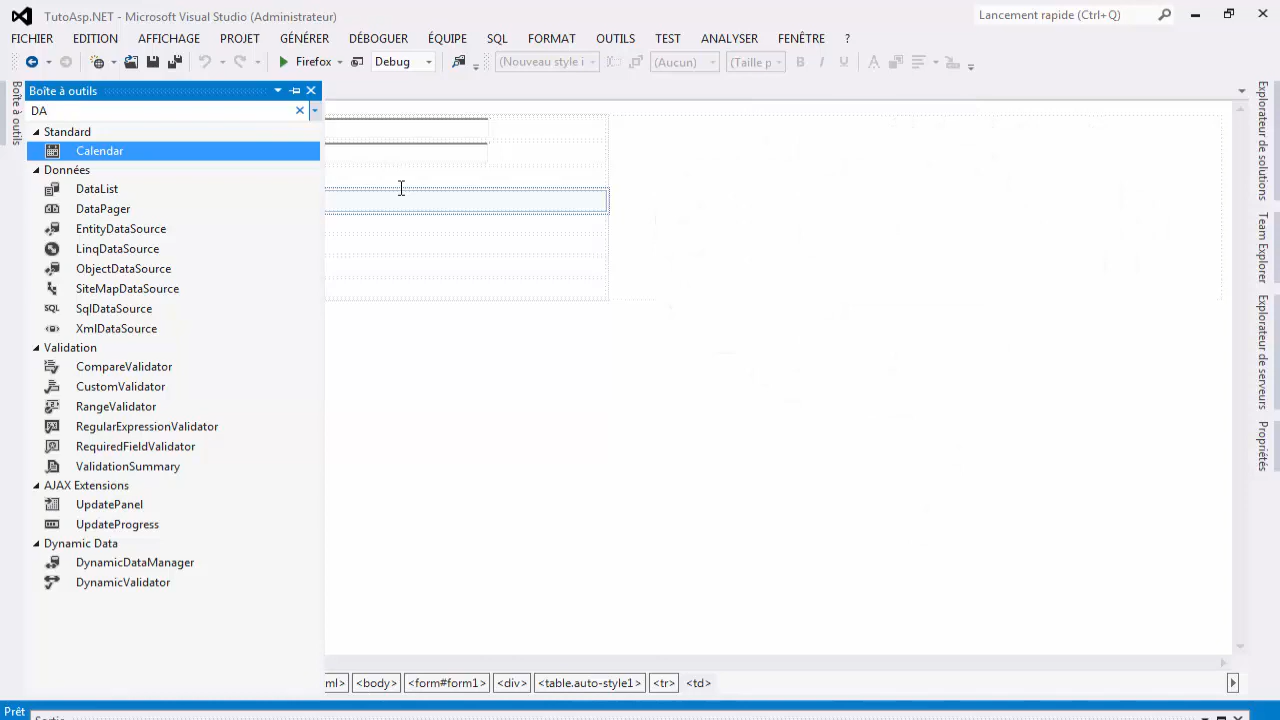 TutoAsp.NET - Microsoft Visual Studio (Administrateur)
Lancement rapide (Ctrl+Q)
FICHIER EDITION AFFICHAGE PROJET GÉNÉRER DÉBOGUER ÉQUIPE SQL FORMAT OUTILS TEST ANALYSER FENÊTRE ?
Firefox Debug (Nouveau style i (Aucun) (Taille p B I U A
Boîte à outils
Boîte à outils
DA
Standard
Calendar
Données
DataList
DataPager
EntityDataSource
LinqDataSource
ObjectDataSource
SiteMapDataSource
SQL SqlDataSource
XmlDataSource
Validation
CompareValidator
CustomValidator
RangeValidator
RegularExpressionValidator
RequiredFieldValidator
ValidationSummary
AJAX Extensions
UpdatePanel
UpdateProgress
Dynamic Data
DynamicDataManager
DynamicValidator
Explorateur de solutions
Team Explorer
Explorateur de serveurs
Propriétés
ml> <body> <form#form1> <div> <table.auto-style1> <tr> <td>
Prêt